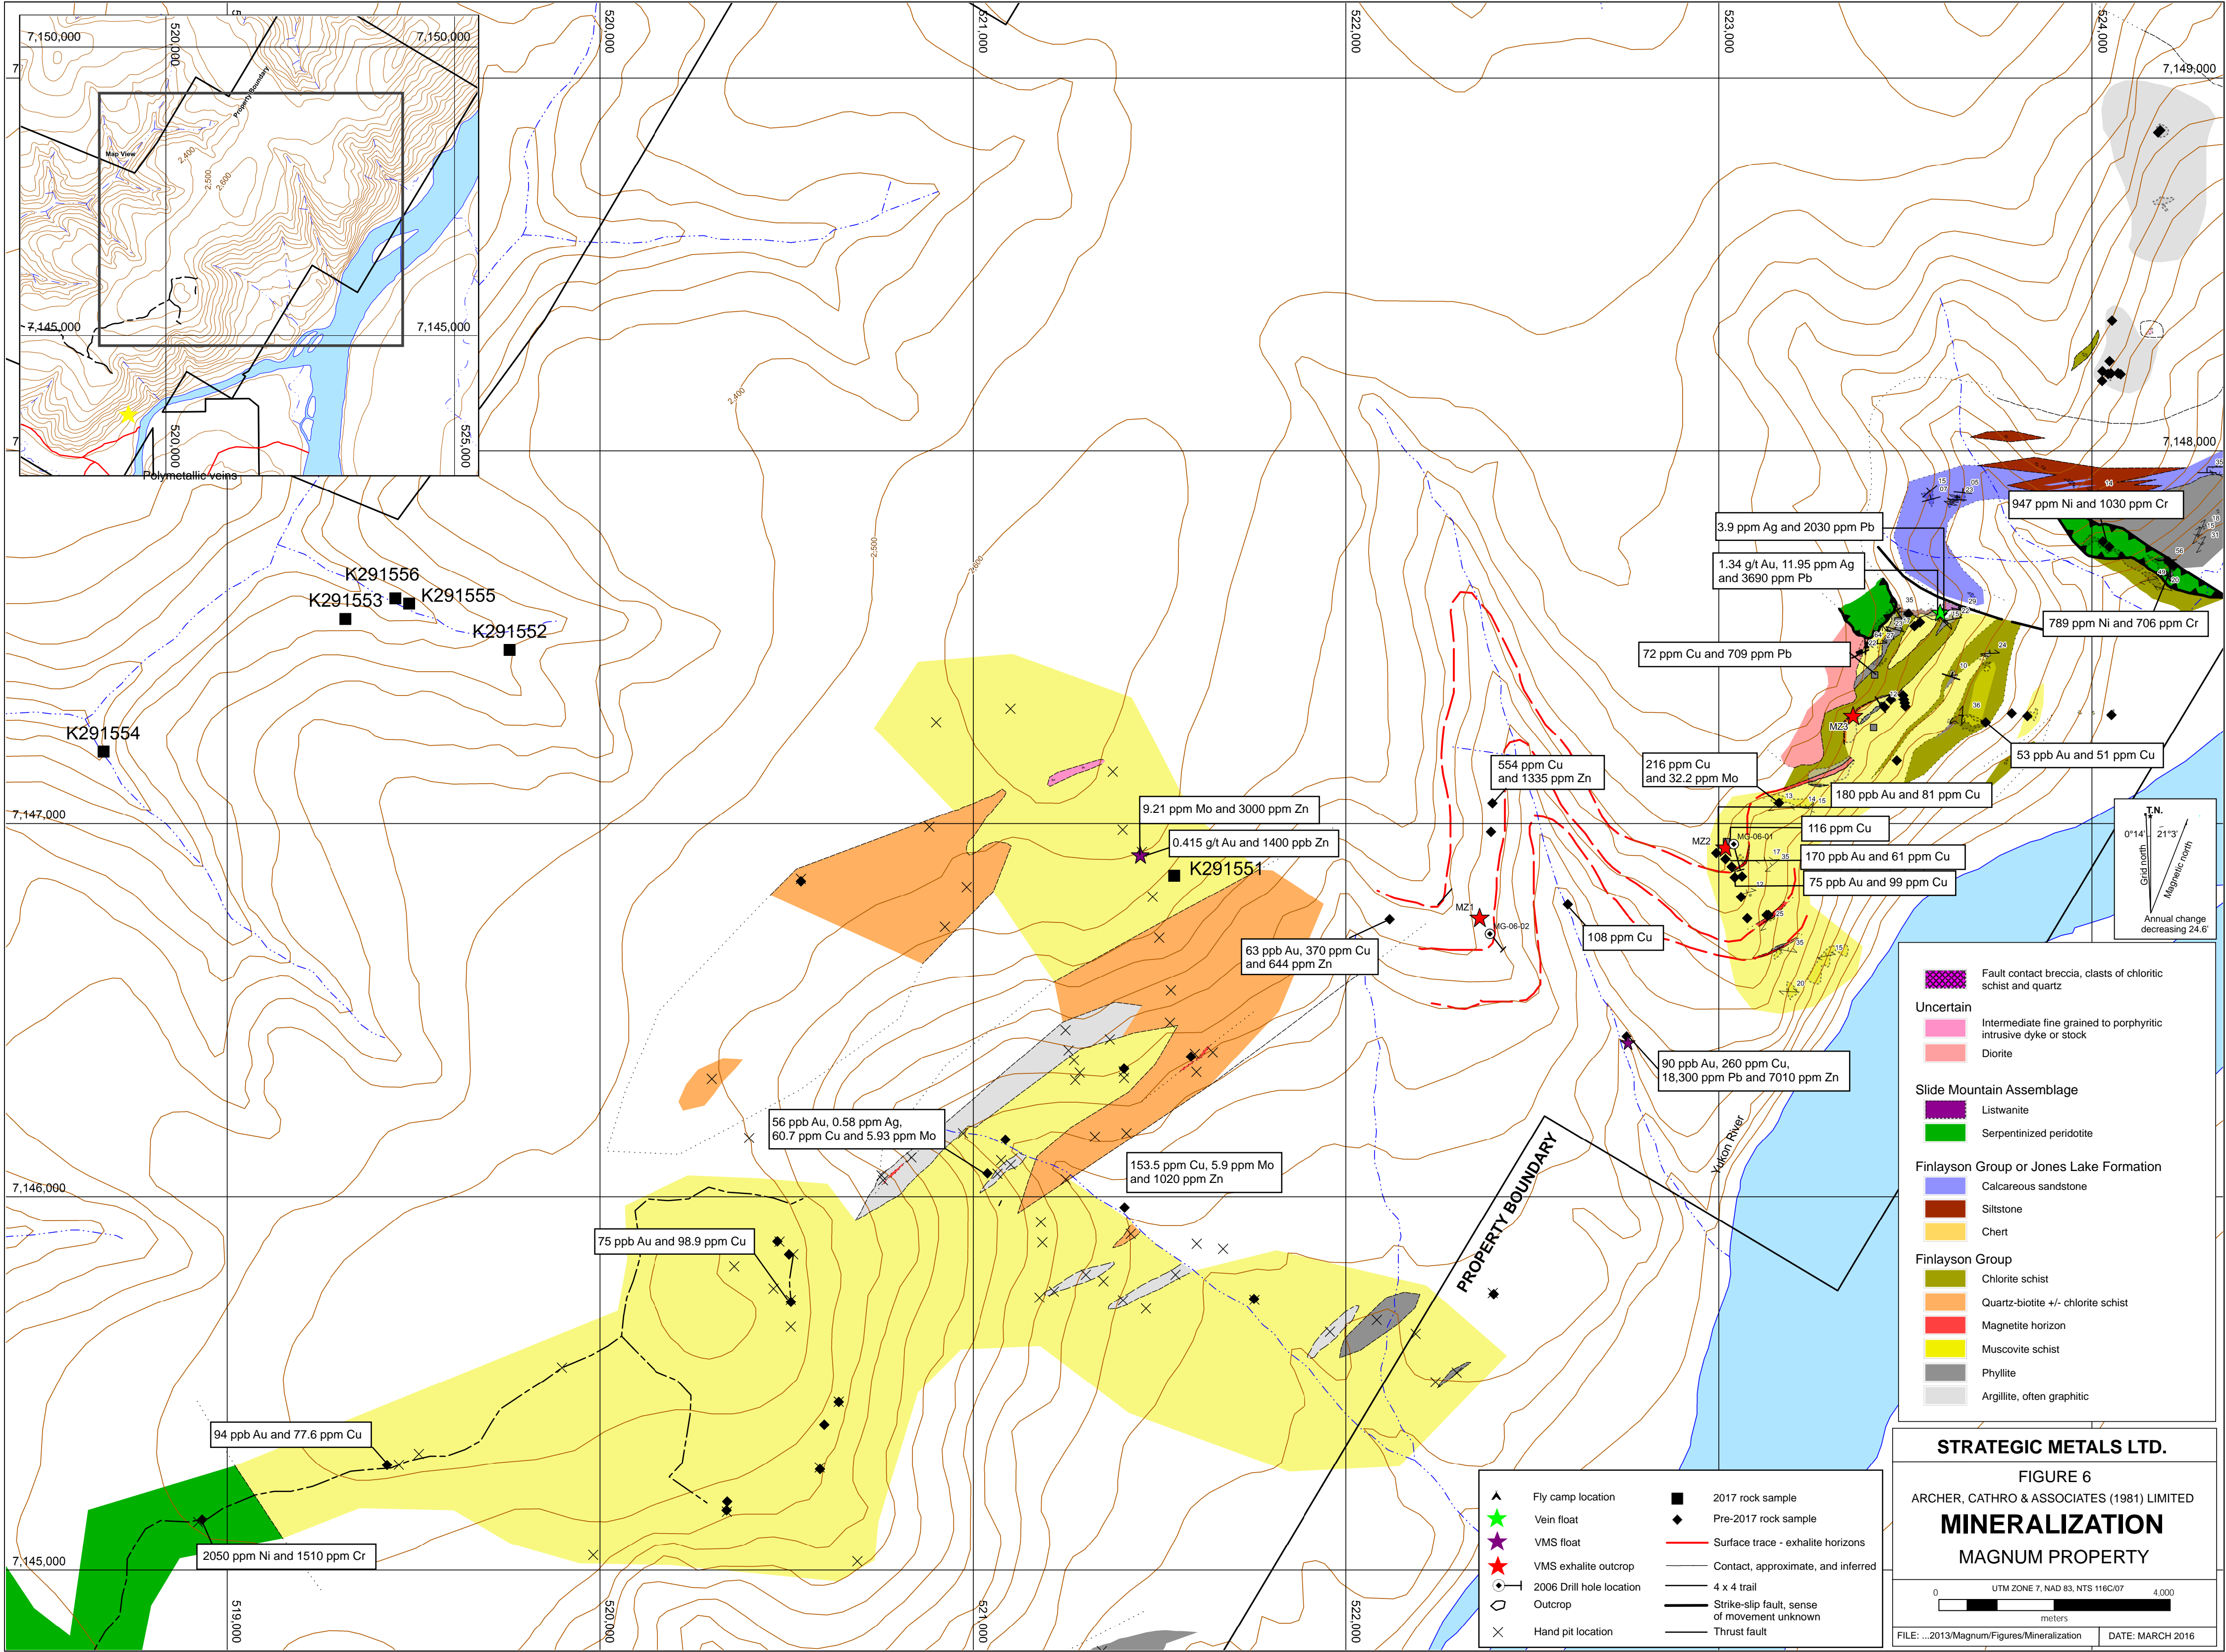 520,000
521,000
522,000
523,000
524,000
7,150,000
520,000
7,150,000
Property Boundary
Map View
2,400
2,500
2,600
7,145,000
7,145,000
520,000
525,000
Polymetallic veins
7,149,000
7,148,000
2,400
2,500
2,600
947 ppm Ni and 1030 ppm Cr
3.9 ppm Ag and 2030 ppm Pb
1.34 g/t Au, 11.95 ppm Ag
and 3690 ppm Pb
789 ppm Ni and 706 ppm Cr
72 ppm Cu and 709 ppm Pb
K291556
K291555
K291553
K291552
K291554
MZ3
53 ppb Au and 51 ppm Cu
554 ppm Cu
and 1335 ppm Zn
216 ppm Cu
and 32.2 ppm Mo
180 ppb Au and 81 ppm Cu
7,147,000
9.21 ppm Mo and 3000 ppm Zn
0.415 g/t Au and 1400 ppb Zn
K291551
116 ppm Cu
MZ2
MG-06-01
170 ppb Au and 61 ppm Cu
75 ppb Au and 99 ppm Cu
MZ1
MG-06-02
63 ppb Au, 370 ppm Cu
and 644 ppm Zn
108 ppm Cu
T.N.
0°14'
21°3'
Grid north
Magnetic north
Annual change
decreasing 24.6'
90 ppb Au, 260 ppm Cu,
18,300 ppm Pb and 7010 ppm Zn
56 ppb Au, 0.58 ppm Ag,
60.7 ppm Cu and 5.93 ppm Mo
153.5 ppm Cu, 5.9 ppm Mo
and 1020 ppm Zn
PROPERTY BOUNDARY
Yukon River
7,146,000
75 ppb Au and 98.9 ppm Cu
94 ppb Au and 77.6 ppm Cu
2050 ppm Ni and 1510 ppm Cr
7,145,000
519,000
520,000
521,000
522,000
Fault contact breccia, clasts of chloritic
schist and quartz
Uncertain
Intermediate fine grained to porphyritic
intrusive dyke or stock
Diorite
Slide Mountain Assemblage
Listwanite
Serpentinized peridotite
Finlayson Group or Jones Lake Formation
Calcareous sandstone
Siltstone
Chert
Finlayson Group
Chlorite schist
Quartz-biotite +/- chlorite schist
Magnetite horizon
Muscovite schist
Phyllite
Argillite, often graphitic
Fly camp location
Vein float
VMS float
VMS exhalite outcrop
2006 Drill hole location
Outcrop
Hand pit location
2017 rock sample
Pre-2017 rock sample
Surface trace - exhalite horizons
Contact, approximate, and inferred
4 x 4 trail
Strike-slip fault, sense
of movement unknown
Thrust fault
STRATEGIC METALS LTD.
FIGURE 6
ARCHER, CATHRO & ASSOCIATES (1981) LIMITED
MINERALIZATION
MAGNUM PROPERTY
UTM ZONE 7, NAD 83, NTS 116C/07
0
4,000
meters
FILE: ...2013/Magnum/Figures/Mineralization
DATE: MARCH 2016